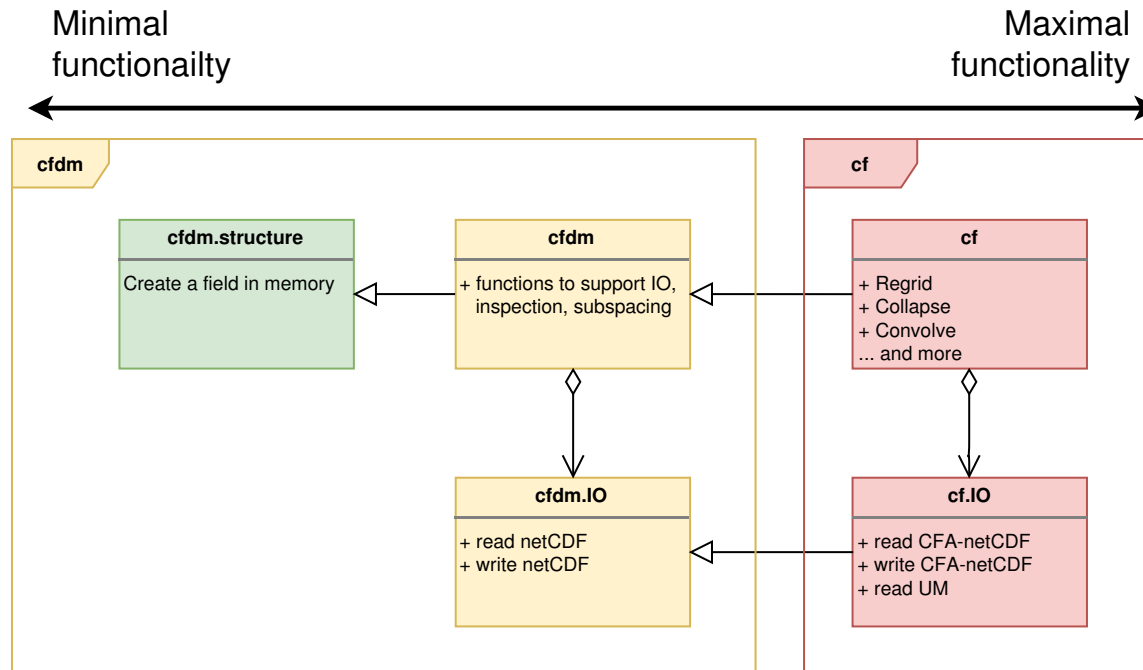 Minimal
functionailty
Maximal
functionality
cfdm
cf
cfdm.structure
Create a field in memory
cfdm
+ functions to support IO,
inspection, subspacing
cf
+ Regrid
+ Collapse
+ Convolve
... and more
cfdm.IO
+ read netCDF
+ write netCDF
cf.IO
+ read CFA-netCDF
+ write CFA-netCDF
+ read UM